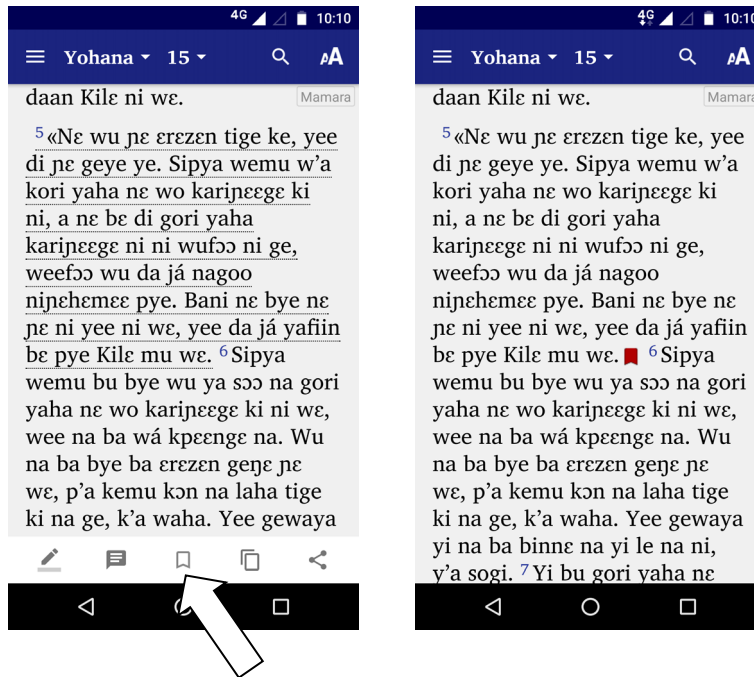 4G 10:10
Yohana 15 AA
daan Kilɛ ni wɛ. Mamara
5 «Nɛ wu ɲɛ ɛrɛzɛn tige ke, yee
di ɲɛ geye ye. Sipya wemu w’a
kori yaha nɛ wo kariɲɛɛgɛ ki
ni, a nɛ bɛ di gori yaha
kariɲɛɛgɛ ni ni wufɔɔ ni ge,
weefɔɔ wu da já nagoo
niɲɛhɛmɛɛ pye. Bani nɛ bye nɛ
ɲɛ ni yee ni wɛ, yee da já yafiin
bɛ pye Kilɛ mu wɛ. 6 Sipya
wemu bu bye wu ya sɔɔ na gori
yaha nɛ wo kariɲɛɛgɛ ki ni wɛ,
wee na ba wá kpɛɛngɛ na. Wu
na ba bye ba ɛrɛzɛn geŋɛ ɲɛ
wɛ, p’a kemu kɔn na laha tige
ki na ge, k’a waha. Yee gewaya
4G 10:10
Yohana 15 AA
daan Kilɛ ni wɛ. Mamara
5 «Nɛ wu ɲɛ ɛrɛzɛn tige ke, yee
di ɲɛ geye ye. Sipya wemu w’a
kori yaha nɛ wo kariɲɛɛgɛ ki
ni, a nɛ bɛ di gori yaha
kariɲɛɛgɛ ni ni wufɔɔ ni ge,
weefɔɔ wu da já nagoo
niɲɛhɛmɛɛ pye. Bani nɛ bye nɛ
ɲɛ ni yee ni wɛ, yee da já yafiin
bɛ pye Kilɛ mu wɛ. 6 Sipya
wemu bu bye wu ya sɔɔ na gori
yaha nɛ wo kariɲɛɛgɛ ki ni wɛ,
wee na ba wá kpɛɛngɛ na. Wu
na ba bye ba ɛrɛzɛn geŋɛ ɲɛ
wɛ, p’a kemu kɔn na laha tige
ki na ge, k’a waha. Yee gewaya
yi na ba binnɛ na yi le na ni,
y’a sogi. 7 Yi bu gori yaha nɛ